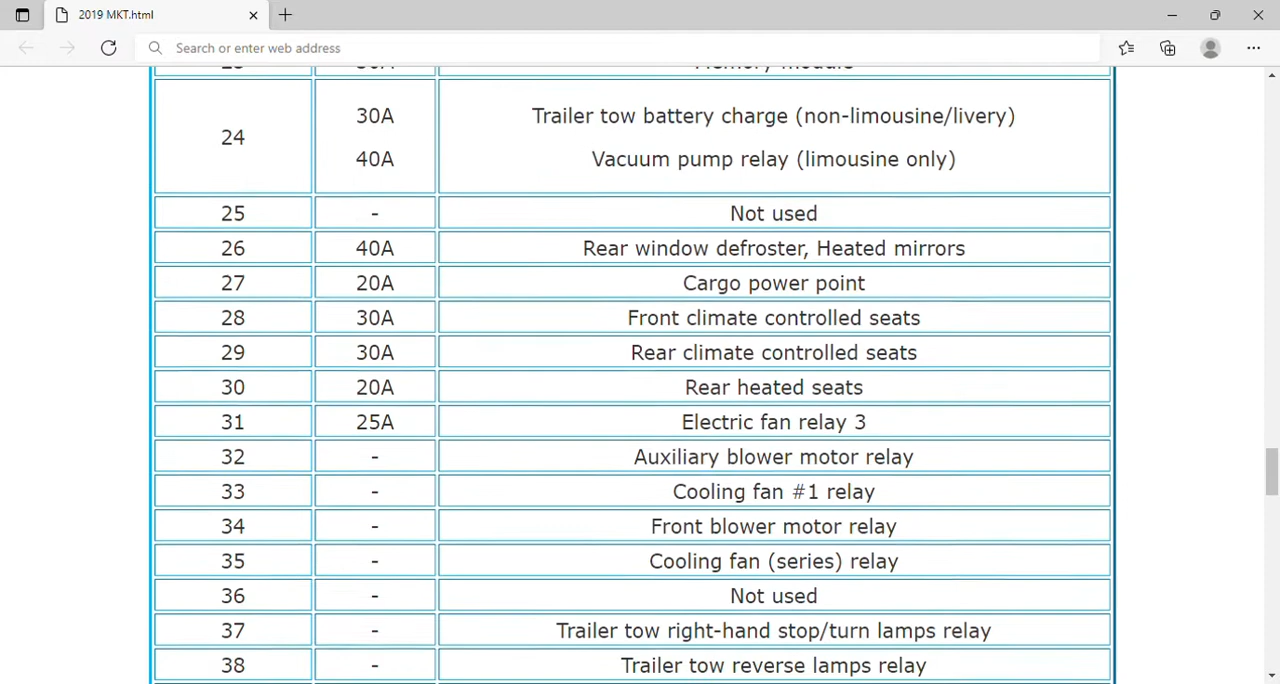 2019 MKT.html
Search or enter web address
24 30A Trailer tow battery charge (non-limousine/livery)
40A Vacuum pump relay (limousine only)
25 - Not used
26 40A Rear window defroster, Heated mirrors
27 20A Cargo power point
28 30A Front climate controlled seats
29 30A Rear climate controlled seats
30 20A Rear heated seats
31 25A Electric fan relay 3
32 - Auxiliary blower motor relay
33 - Cooling fan #1 relay
34 - Front blower motor relay
35 - Cooling fan (series) relay
36 - Not used
37 - Trailer tow right-hand stop/turn lamps relay
38 - Trailer tow reverse lamps relay